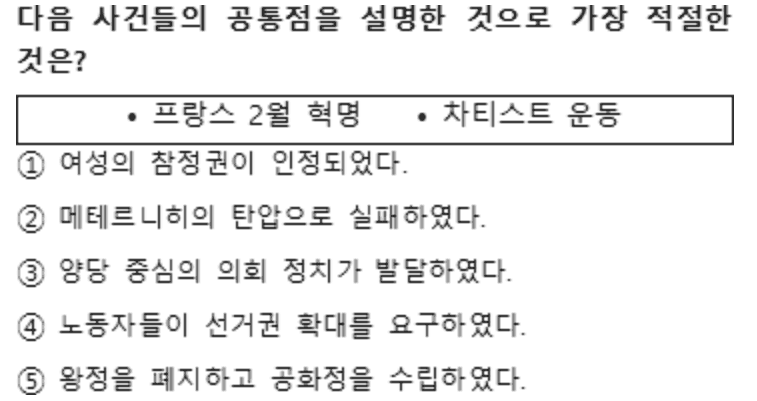 다음 사건들의 공통점을 설명한 것으로 가장 적절한
것은?
• 프랑스 2월 혁명 • 차티스트 운동
① 여성의 참정권이 인정되었다.
② 메테르니히의 탄압으로 실패하였다.
③ 양당 중심의 의회 정치가 발달하였다.
④ 노동자들이 선거권 확대를 요구하였다.
⑤ 왕정을 폐지하고 공화정을 수립하였다.